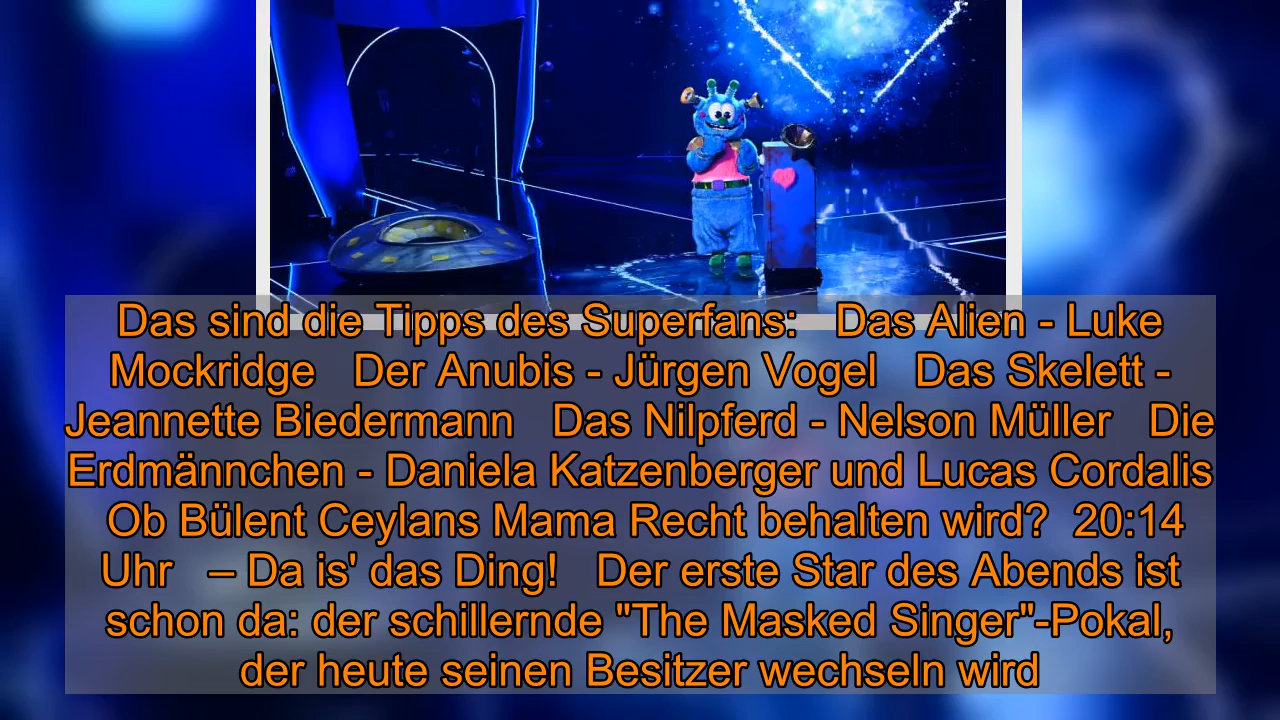 Das sind die Tipps des Superfans:   Das Alien - Luke
Mockridge   Der Anubis - Jürgen Vogel   Das Skelett -
Jeannette Biedermann   Das Nilpferd - Nelson Müller   Die
Erdmännchen - Daniela Katzenberger und Lucas Cordalis
Ob Bülent Ceylans Mama Recht behalten wird?  20:14
Uhr   – Da is' das Ding!   Der erste Star des Abends ist
schon da: der schillernde "The Masked Singer"-Pokal,
der heute seinen Besitzer wechseln wird